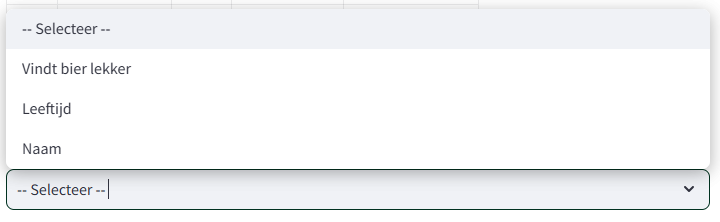 -- Selecteer --
Vindt bier lekker
Leeftijd
Naam
-- Selecteer --